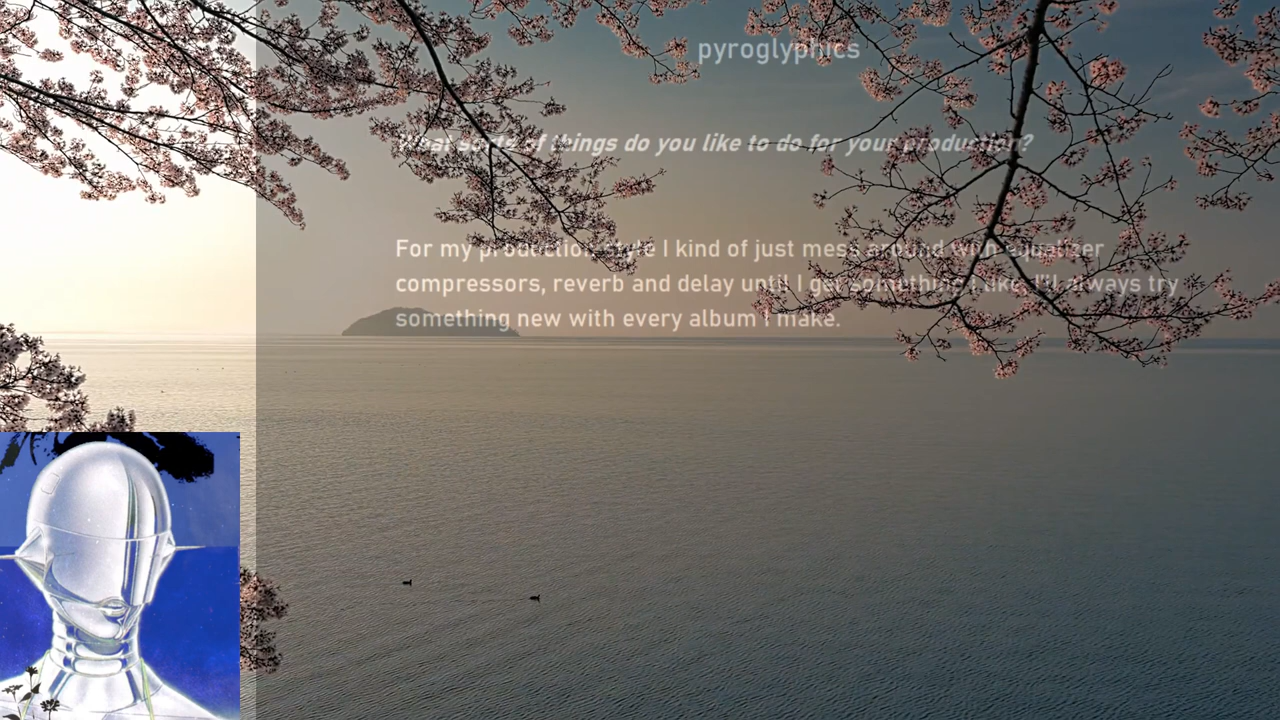 pyroglyphics
What sorts of things do you like to do for your production?
For my production style I kind of just mess around with equalizer
compressors, reverb and delay until I get something I like. I'll always try
something new with every album I make.